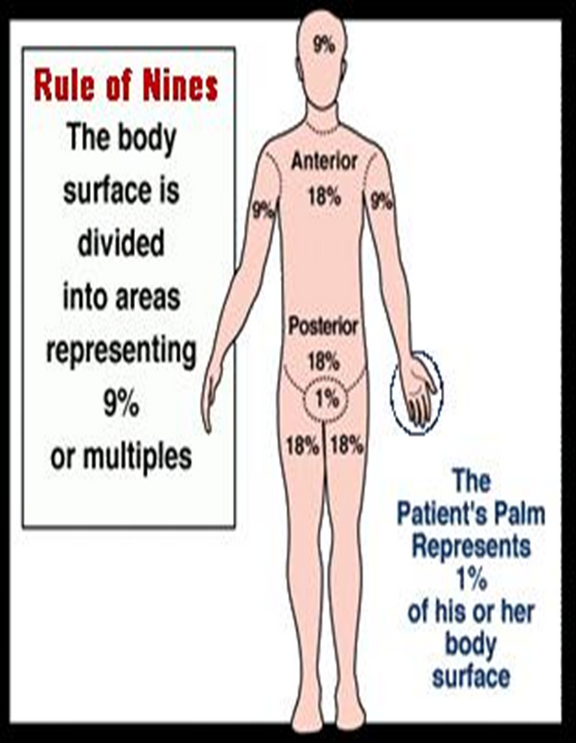 Rule of Nines
The body
surface is
divided
into areas
representing
9%
or multiples
9%
Anterior
18%
9%
9%
Posterior
18%
1%
18%
18%
The
Patient's Palm
Represents
1%
of his or her
body
surface